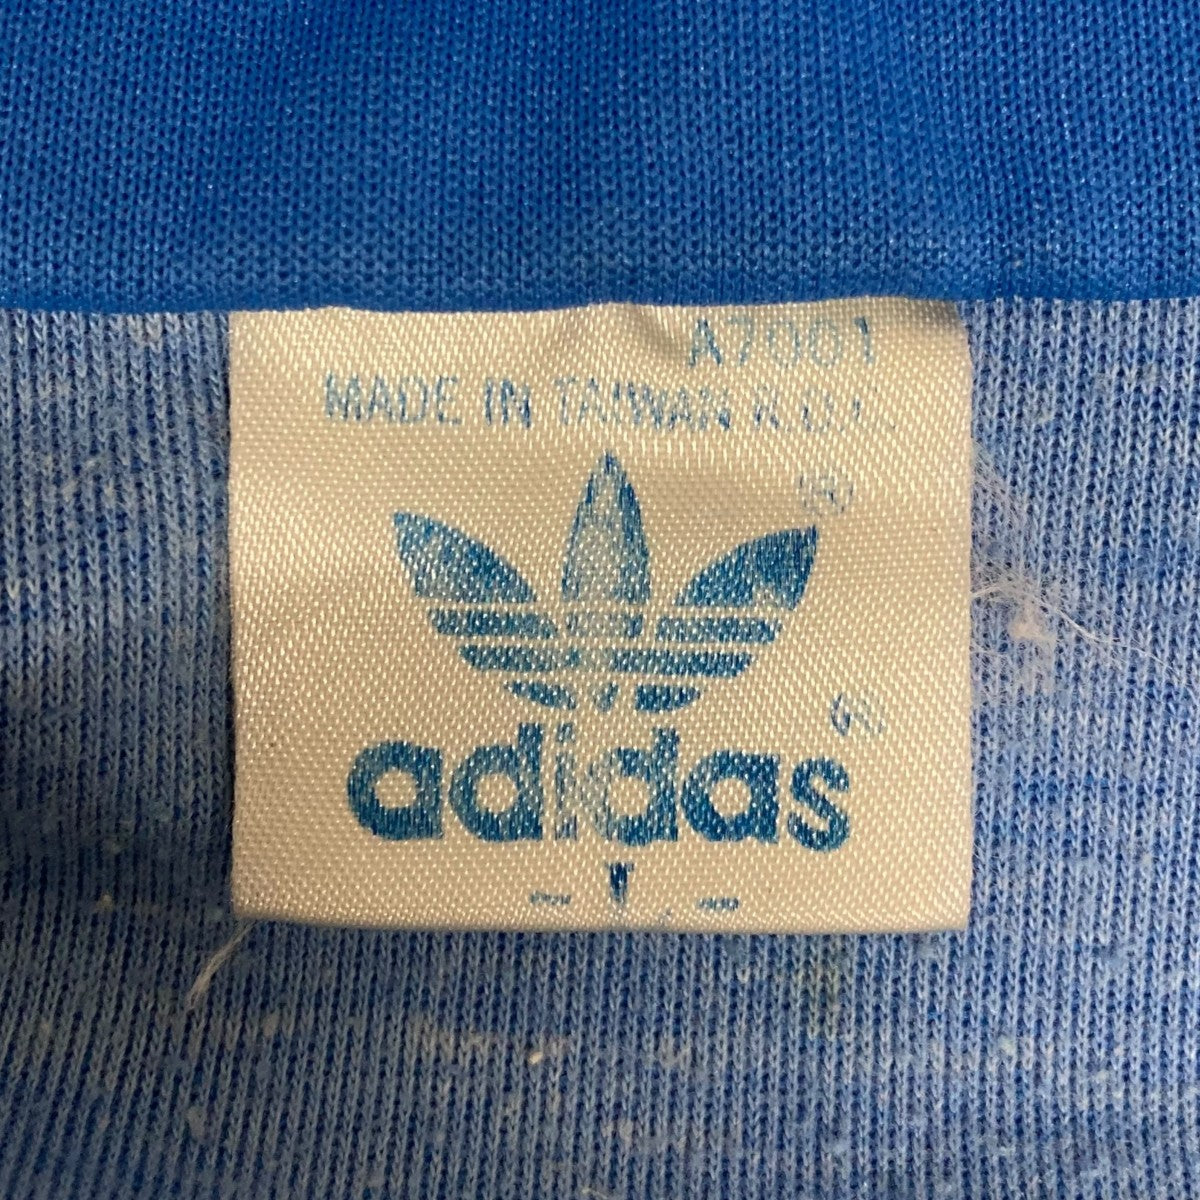 A7001
MADE IN TAIWAN R.O.C.
®
adidas ®